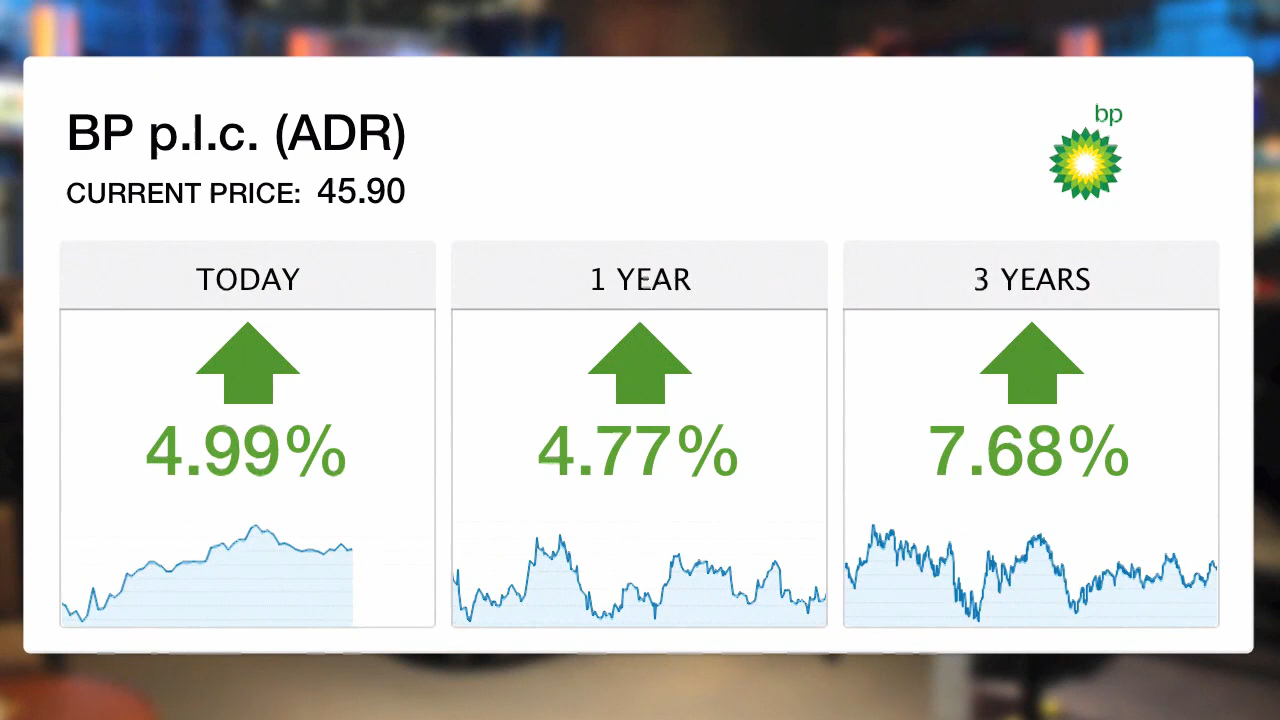 BP p.l.c. (ADR)
CURRENT PRICE: 45.90
bp
TODAY
1 YEAR
3 YEARS
4.99%
4.77%
7.68%